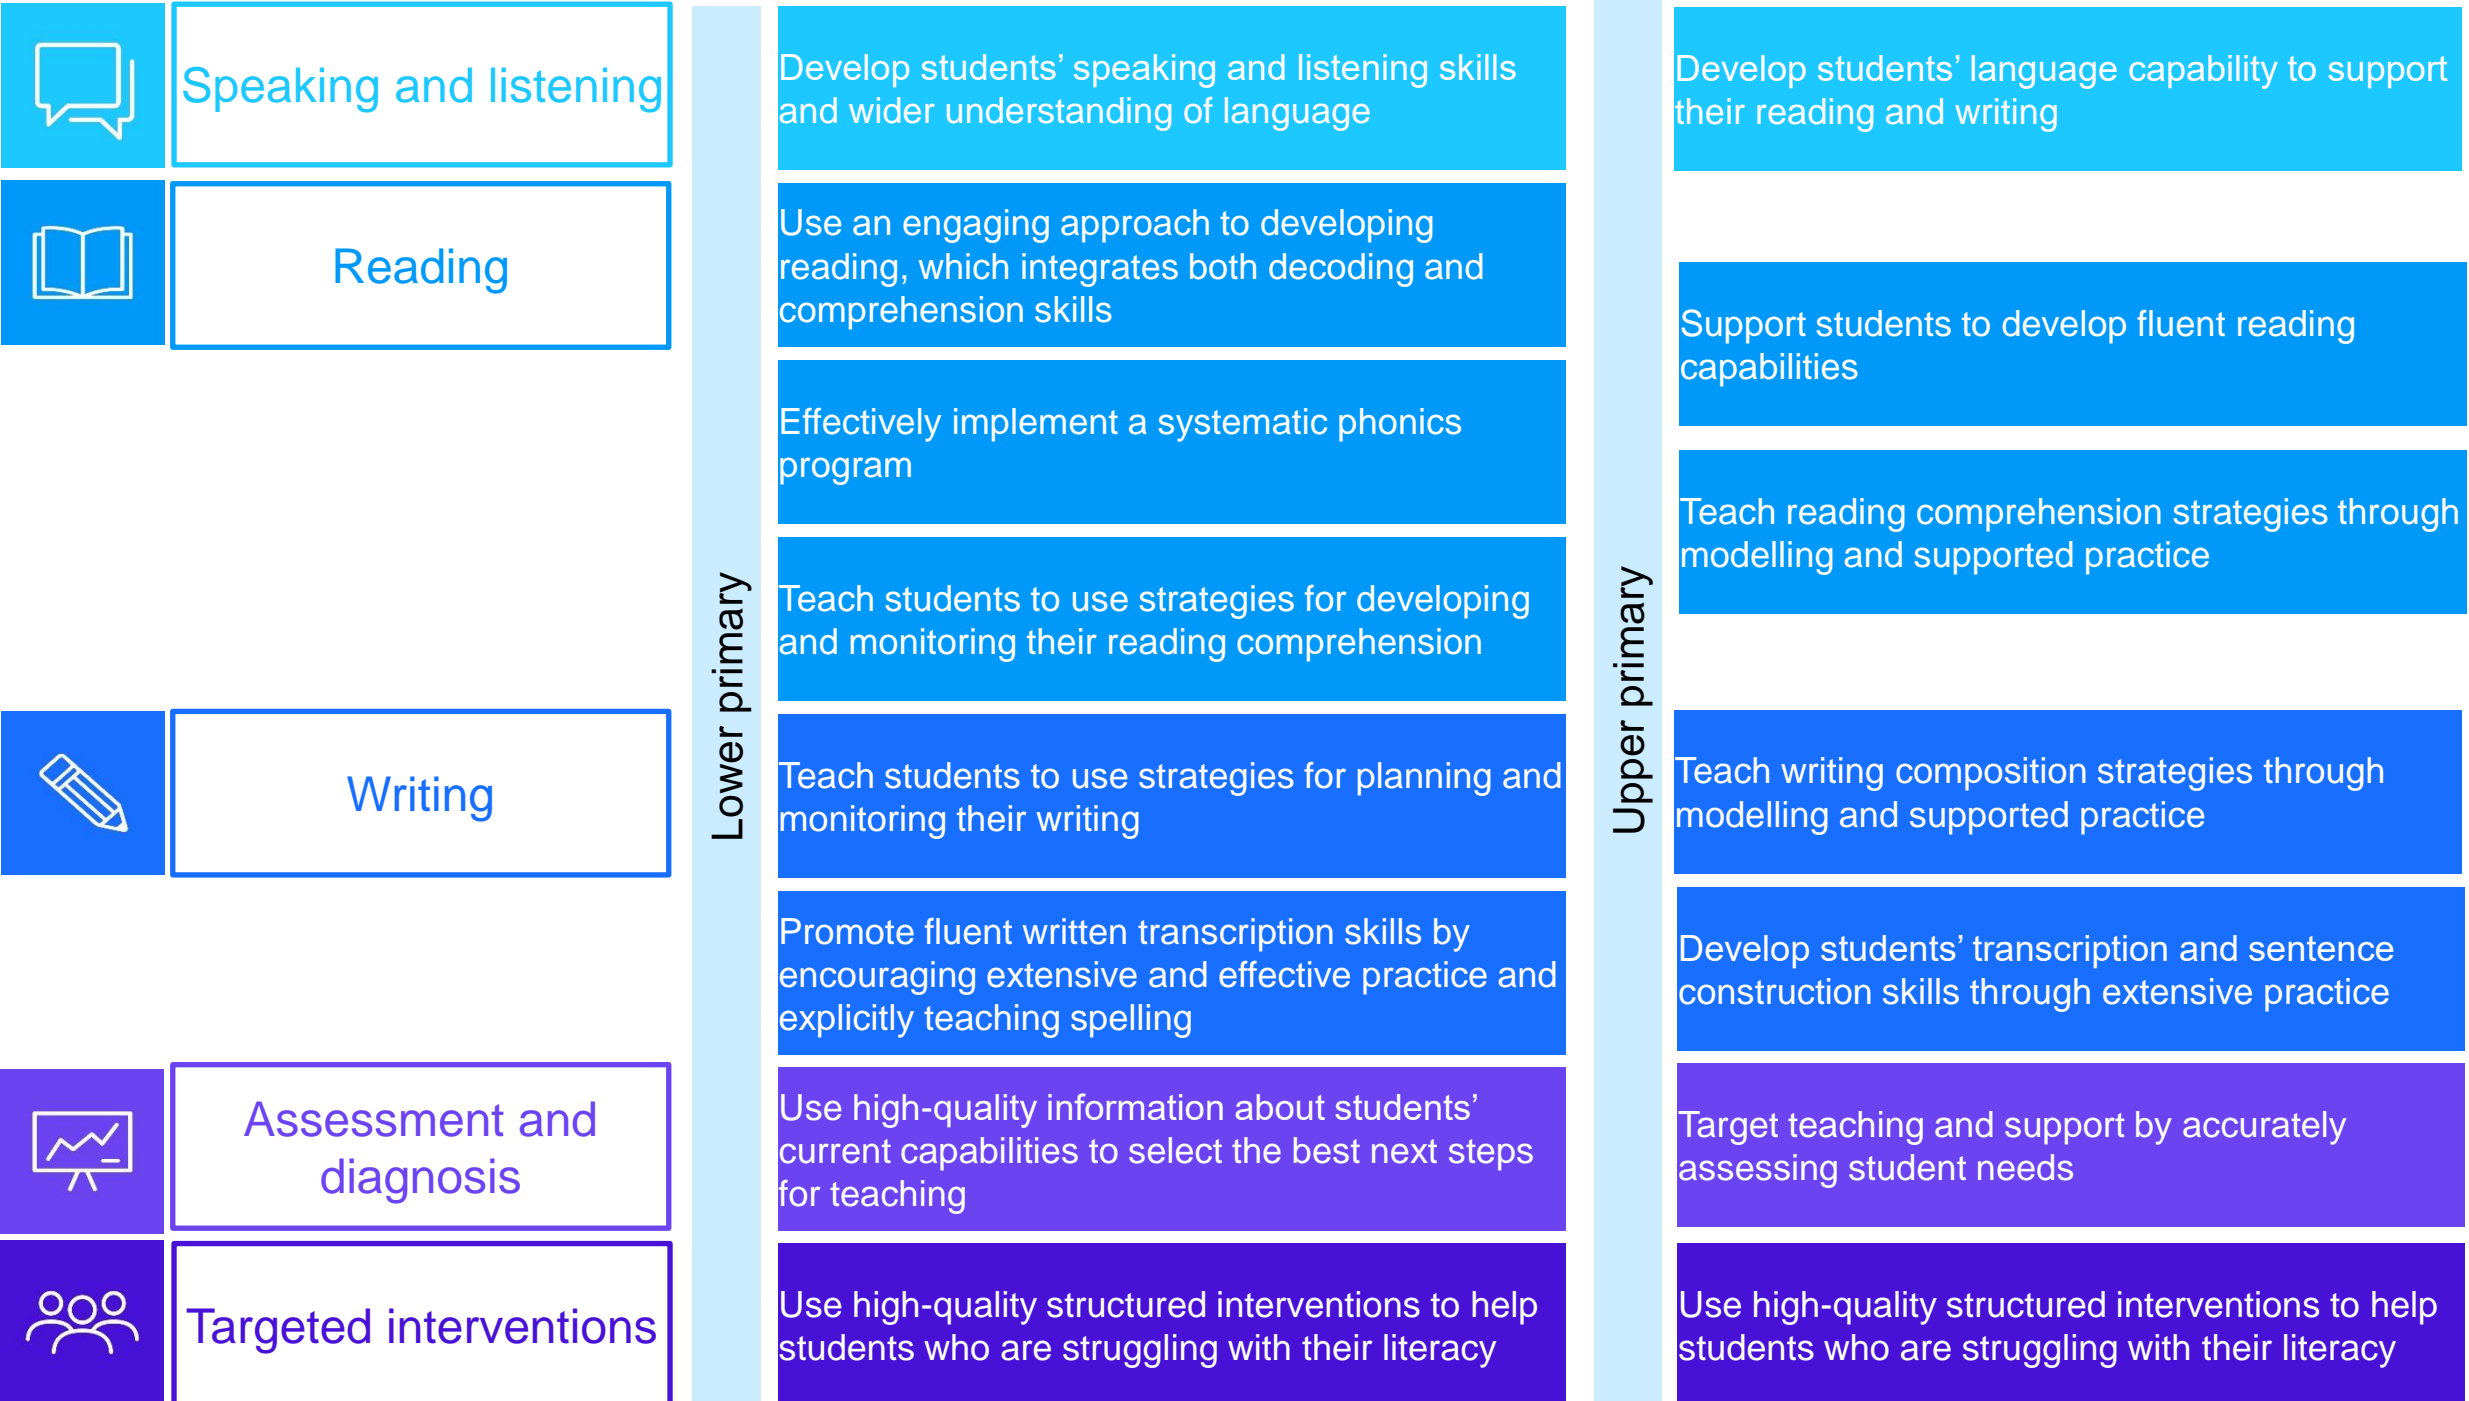 Speaking and listening
Reading
Writing
Assessment and
diagnosis
Targeted interventions
Lower primary
Develop students’ speaking and listening skills
and wider understanding of language
Use an engaging approach to developing
reading, which integrates both decoding and
comprehension skills
Effectively implement a systematic phonics
program
Teach students to use strategies for developing
and monitoring their reading comprehension
Teach students to use strategies for planning and
monitoring their writing
Promote fluent written transcription skills by
encouraging extensive and effective practice and
explicitly teaching spelling
Use high-quality information about students’
current capabilities to select the best next steps
for teaching
Use high-quality structured interventions to help
students who are struggling with their literacy
Upper primary
Develop students’ language capability to support
their reading and writing
Support students to develop fluent reading
capabilities
Teach reading comprehension strategies through
modelling and supported practice
Teach writing composition strategies through
modelling and supported practice
Develop students’ transcription and sentence
construction skills through extensive practice
Target teaching and support by accurately
assessing student needs
Use high-quality structured interventions to help
students who are struggling with their literacy